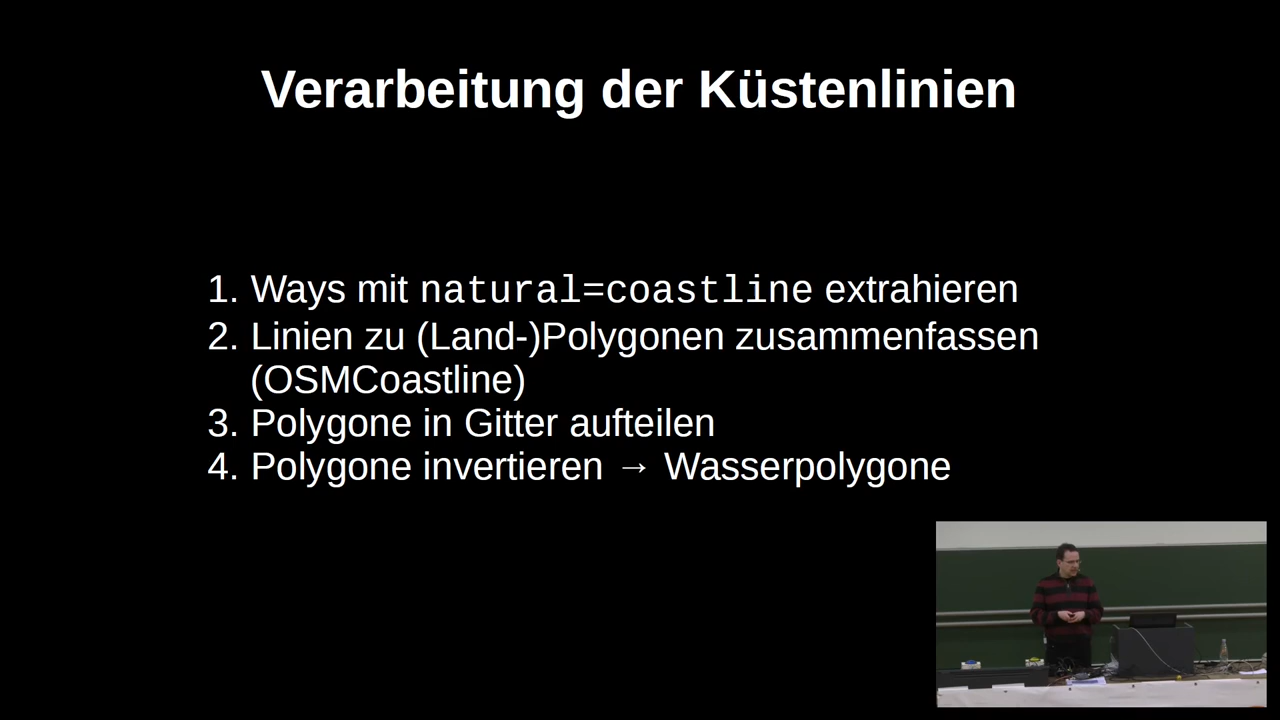 Verarbeitung der Küstenlinien
1. Ways mit natural=coastline extrahieren
2. Linien zu (Land-)Polygonen zusammenfassen
(OSMCoastline)
3. Polygone in Gitter aufteilen
4. Polygone invertieren → Wasserpolygone